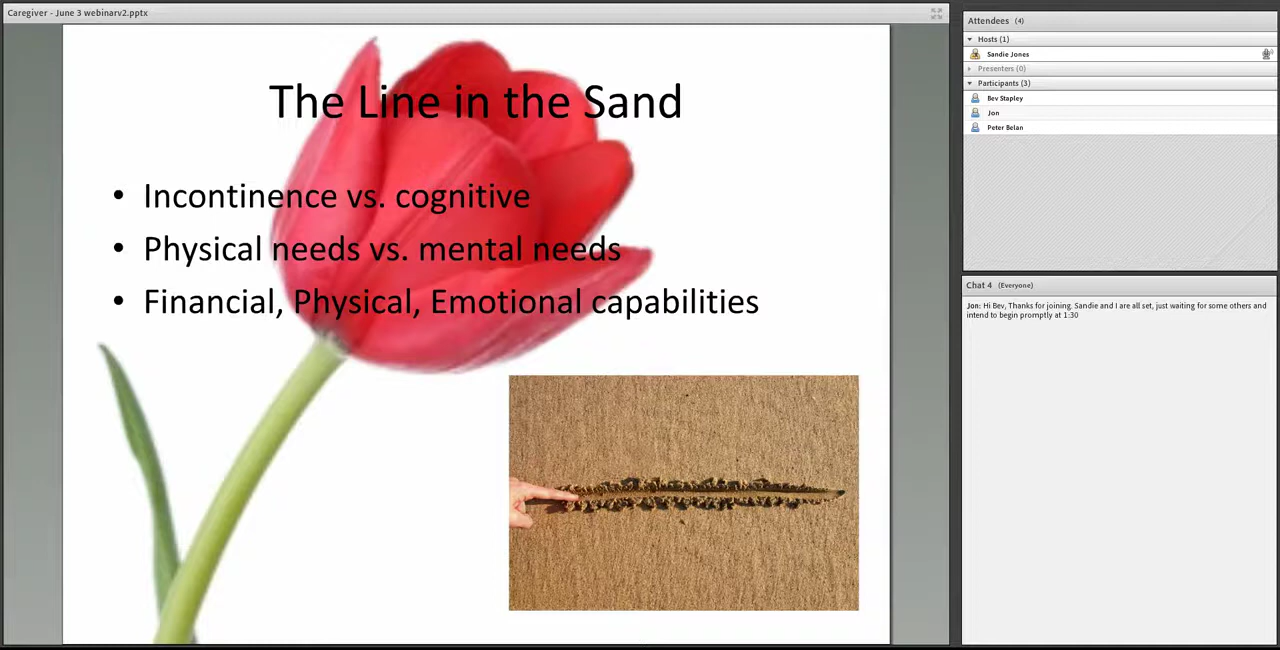 Caregiver - June 3 webinarv2.pptx
The Line in the Sand
• Incontinence vs. cognitive
• Physical needs vs. mental needs
• Financial, Physical, Emotional capabilities
Attendees (4)
Hosts (1)
Sandie Jones
Presenters (0)
Participants (3)
Bev Stapley
Jon
Peter Belan
Chat 4 (Everyone)
Jon: Hi Bev, Thanks for joining. Sandie and I are all set, just waiting for some others and
intend to begin promptly at 1:30